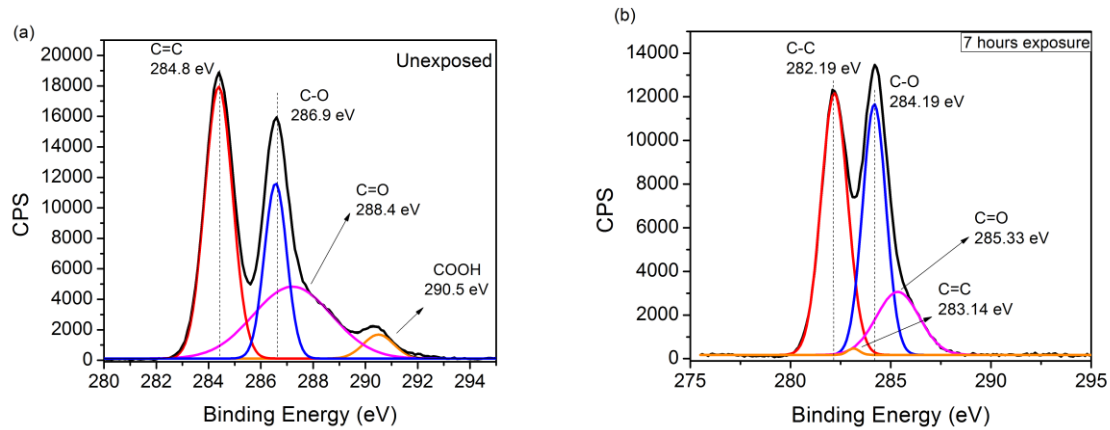 (a)
Unexposed
C=C
284.8 eV
C-O
286.9 eV
C=O
288.4 eV
COOH
290.5 eV
CPS
20000
18000
16000
14000
12000
10000
8000
6000
4000
2000
0
280 282 284 286 288 290 292 294
Binding Energy (eV)
(b)
7 hours exposure
C-C
282.19 eV
C-O
284.19 eV
C=O
285.33 eV
C=C
283.14 eV
CPS
14000
12000
10000
8000
6000
4000
2000
0
275 280 285 290 295
Binding Energy (eV)